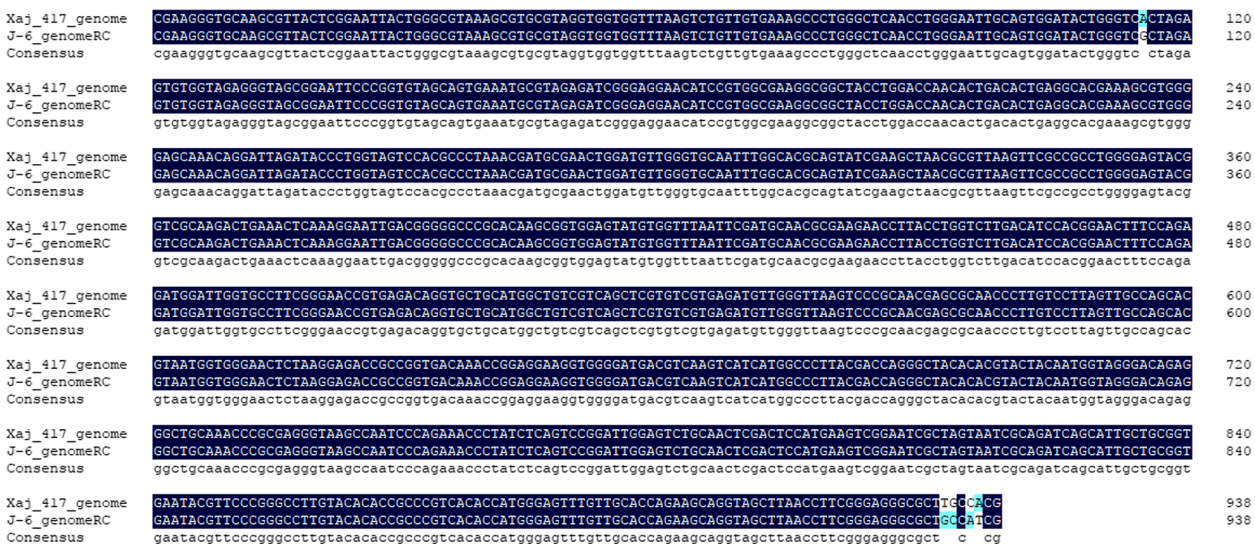 Xaj_417_genome CGAAGGGTGCAAGCGTTACTCGGAATTACTGGGCGTAAAGCGTGCGTAGGTGGTGGTTTAAGTCTGTTGTGAAAGCCCTGGGCTCAACCTGGGAATTGCAGTGGATACTGGGTCACTAGA 120
J-6_genomeRC CGAAGGGTGCAAGCGTTACTCGGAATTACTGGGCGTAAAGCGTGCGTAGGTGGTGGTTTAAGTCTGTTGTGAAAGCCCTGGGCTCAACCTGGGAATTGCAGTGGATACTGGGTCGCTAGA 120
Consensus cgaagggtgcaagcgttactcggaattactgggcgtaaagcgtgcgtaggtggtggtttaagtctgttgtgaaagccctgggctcaacctgggaattgcagtggatactgggtc ctaga
Xaj_417_genome GTGTGGTAGAGGGTAGCGGAATTCCCGGTGTAGCAGTGAAATGCGTAGAGATCGGGAGGAACATCCGTGGCGAAGGCGGCTACCTGGACCAACACTGACACTGAGGCACGAAAGCGTGGG 240
J-6_genomeRC GTGTGGTAGAGGGTAGCGGAATTCCCGGTGTAGCAGTGAAATGCGTAGAGATCGGGAGGAACATCCGTGGCGAAGGCGGCTACCTGGACCAACACTGACACTGAGGCACGAAAGCGTGGG 240
Consensus gtgtggtagagggtagcggaattcccggtgtagcagtgaaatgcgtagagatcgggaggaacatccgtggcgaaggcggctacctggaccaacactgacactgaggcacgaaagcgtggg
Xaj_417_genome GAGCAAACAGGATTAGATACCCTGGTAGTCCACGCCCTAAACGATGCGAACTGGATGTTGGGTGCAATTTGGCACGCAGTATCGAAGCTAACGCGTTAAGTTCGCCGCCTGGGGAGTACG 360
J-6_genomeRC GAGCAAACAGGATTAGATACCCTGGTAGTCCACGCCCTAAACGATGCGAACTGGATGTTGGGTGCAATTTGGCACGCAGTATCGAAGCTAACGCGTTAAGTTCGCCGCCTGGGGAGTACG 360
Consensus gagcaaacaggattagataccctggtagtccacgccctaaacgatgcgaactggatgttgggtgcaatttggcacgcagtatcgaagctaacgcgttaagttcgccgcctggggagtacg
Xaj_417_genome GTCGCAAGACTGAAACTCAAAGGAATTGACGGGGGCCCGCACAAGCGGTGGAGTATGTGGTTTAATTCGATGCAACGCGAAGAACCTTACCTGGTCTTGACATCCACGGAACTTTCCAGA 480
J-6_genomeRC GTCGCAAGACTGAAACTCAAAGGAATTGACGGGGGCCCGCACAAGCGGTGGAGTATGTGGTTTAATTCGATGCAACGCGAAGAACCTTACCTGGTCTTGACATCCACGGAACTTTCCAGA 480
Consensus gtcgcaagactgaaactcaaaggaattgacgggggcccgcacaagcggtggagtatgtggtttaattcgatgcaacgcgaagaaccttacctggtcttgacatccacggaactttccaga
Xaj_417_genome GATGGATTGGTGCCTTCGGGAACCGTGAGACAGGTGCTGCATGGCTGTCGTCAGCTCGTGTCGTGAGATGTTGGGTTAAGTCCCGCAACGAGCGCAACCCTTGTCCTTAGTTGCCAGCAC 600
J-6_genomeRC GATGGATTGGTGCCTTCGGGAACCGTGAGACAGGTGCTGCATGGCTGTCGTCAGCTCGTGTCGTGAGATGTTGGGTTAAGTCCCGCAACGAGCGCAACCCTTGTCCTTAGTTGCCAGCAC 600
Consensus gatggattggtgccttcgggaaccgtgagacaggtgctgcatggctgtcgtcagctcgtgtcgtgagatgttgggttaagtcccgcaacgagcgcaacccttgtccttagttgccagcac
Xaj_417_genome GTAATGGTGGGAACTCTAAGGAGACCGCCGGTGACAAACCGGAGGAAGGTGGGGATGACGTCAAGTCATCATGGCCCTTACGACCAGGGCTACACACGTACTACAATGGTAGGGACAGAG 720
J-6_genomeRC GTAATGGTGGGAACTCTAAGGAGACCGCCGGTGACAAACCGGAGGAAGGTGGGGATGACGTCAAGTCATCATGGCCCTTACGACCAGGGCTACACACGTACTACAATGGTAGGGACAGAG 720
Consensus gtaatggtgggaactctaaggagaccgccggtgacaaaccggaggaaggtggggatgacgtcaagtcatcatggcccttacgaccagggctacacacgtactacaatggtagggacagag
Xaj_417_genome GGCTGCAAACCCGCGAGGGTAAGCCAATCCCAGAAACCCTATCTCAGTCCGGATTGGAGTCTGCAACTCGACTCCATGAAGTCGGAATCGCTAGTAATCGCAGATCAGCATTGCTGCGGT 840
J-6_genomeRC GGCTGCAAACCCGCGAGGGTAAGCCAATCCCAGAAACCCTATCTCAGTCCGGATTGGAGTCTGCAACTCGACTCCATGAAGTCGGAATCGCTAGTAATCGCAGATCAGCATTGCTGCGGT 840
Consensus ggctgcaaacccgcgagggtaagccaatcccagaaaccctatctcagtccggattggagtctgcaactcgactccatgaagtcggaatcgctagtaatcgcagatcagcattgctgcggt
Xaj_417_genome GAATACGTTCCCGGGCCTTGTACACACCGCCCGTCACACCATGGGAGTTTGTTGCACCAGAAGCAGGTAGCTTAACCTTCGGGAGGGCGCTTGCCACG 938
J-6_genomeRC GAATACGTTCCCGGGCCTTGTACACACCGCCCGTCACACCATGGGAGTTTGTTGCACCAGAAGCAGGTAGCTTAACCTTCGGGAGGGCGCTGCCATCG 938
Consensus gaatacgttcccgggccttgtacacaccgcccgtcacaccatgggagtttgttgcaccagaagcaggtagcttaaccttcgggagggcgct c cg